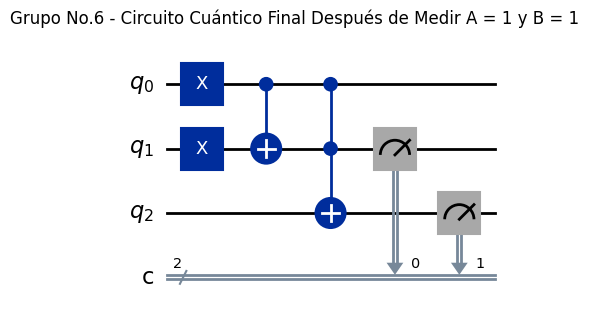 Grupo No.6 - Circuito Cuántico Final Después de Medir A = 1 y B = 1
q0 X
q1 X
q2
c 2 0 1